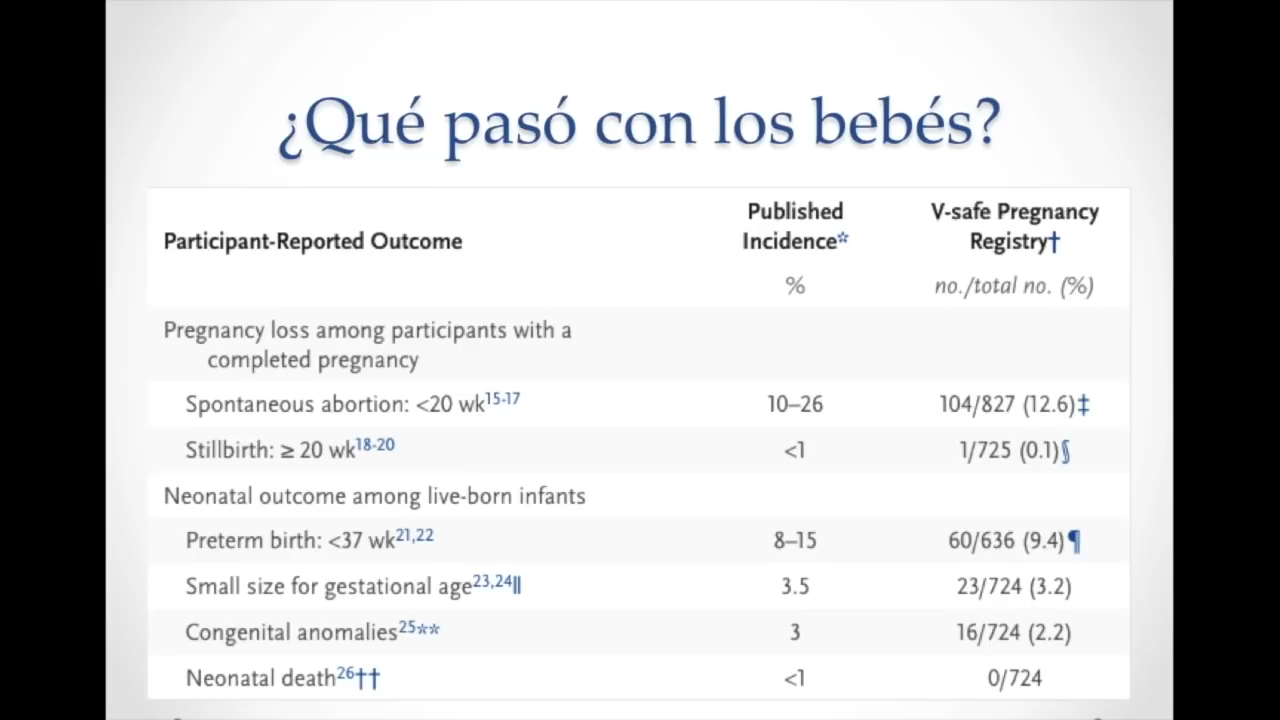 ¿Qué pasó con los bebés?
Participant-Reported Outcome
Published
Incidence*
V-safe Pregnancy
Registry†
%
no./total no. (%)
Pregnancy loss among participants with a
completed pregnancy
Spontaneous abortion: <20 wk15-17 10–26 104/827 (12.6)‡
Stillbirth: ≥ 20 wk18-20 <1 1/725 (0.1)§
Neonatal outcome among live-born infants
Preterm birth: <37 wk21,22 8–15 60/636 (9.4)¶
Small size for gestational age23,24‖ 3.5 23/724 (3.2)
Congenital anomalies25** 3 16/724 (2.2)
Neonatal death26†† <1 0/724